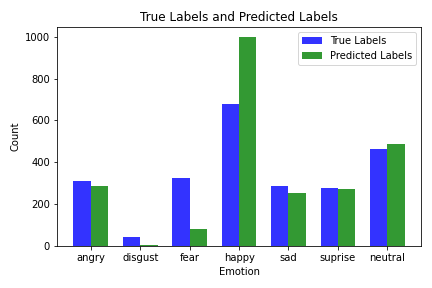 True Labels and Predicted Labels
True Labels
Predicted Labels
Count
1000
800
600
400
200
0
angry disgust fear happy sad suprise neutral
Emotion